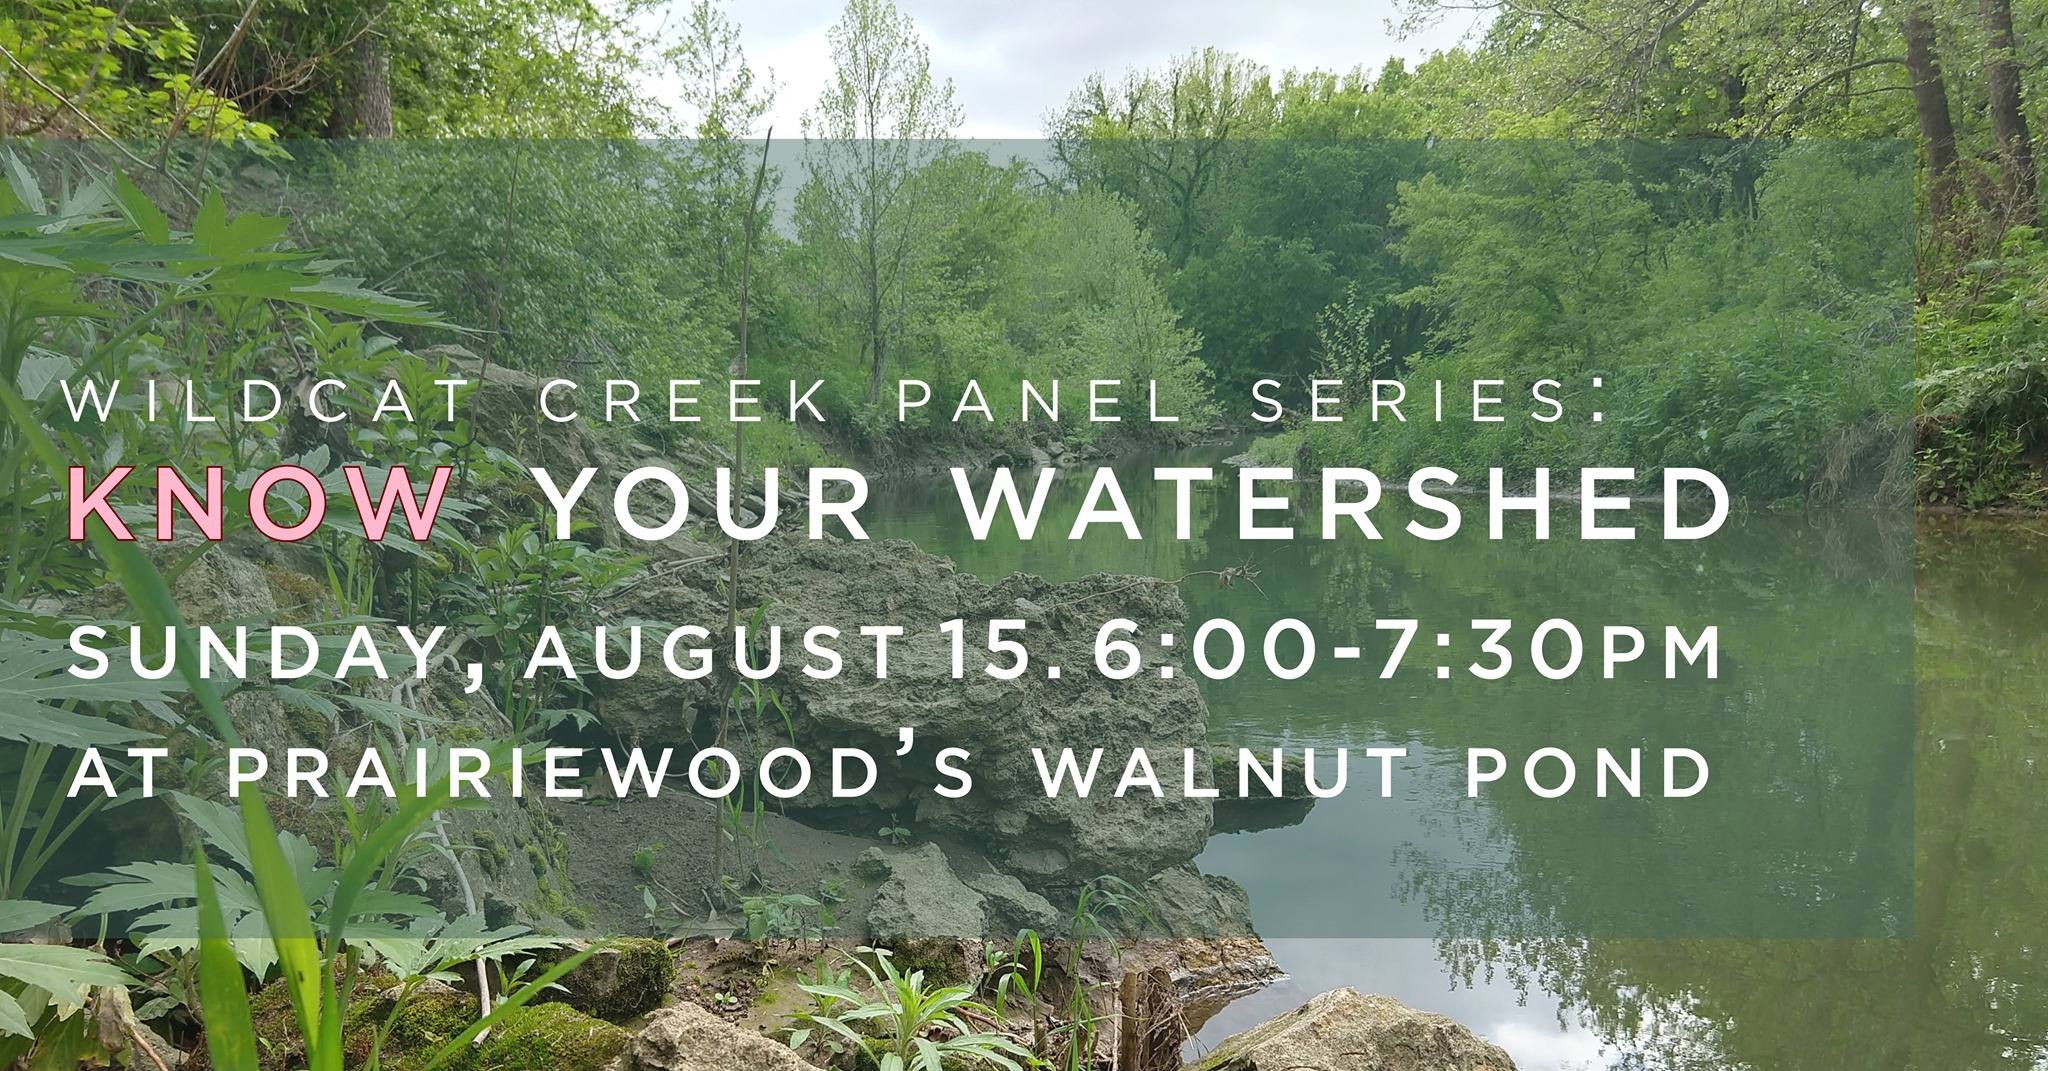 WILDCAT CREEK PANEL SERIES:
KNOW YOUR WATERSHED
SUNDAY, AUGUST 15. 6:00-7:30PM
AT PRAIRIEWOOD'S WALNUT POND